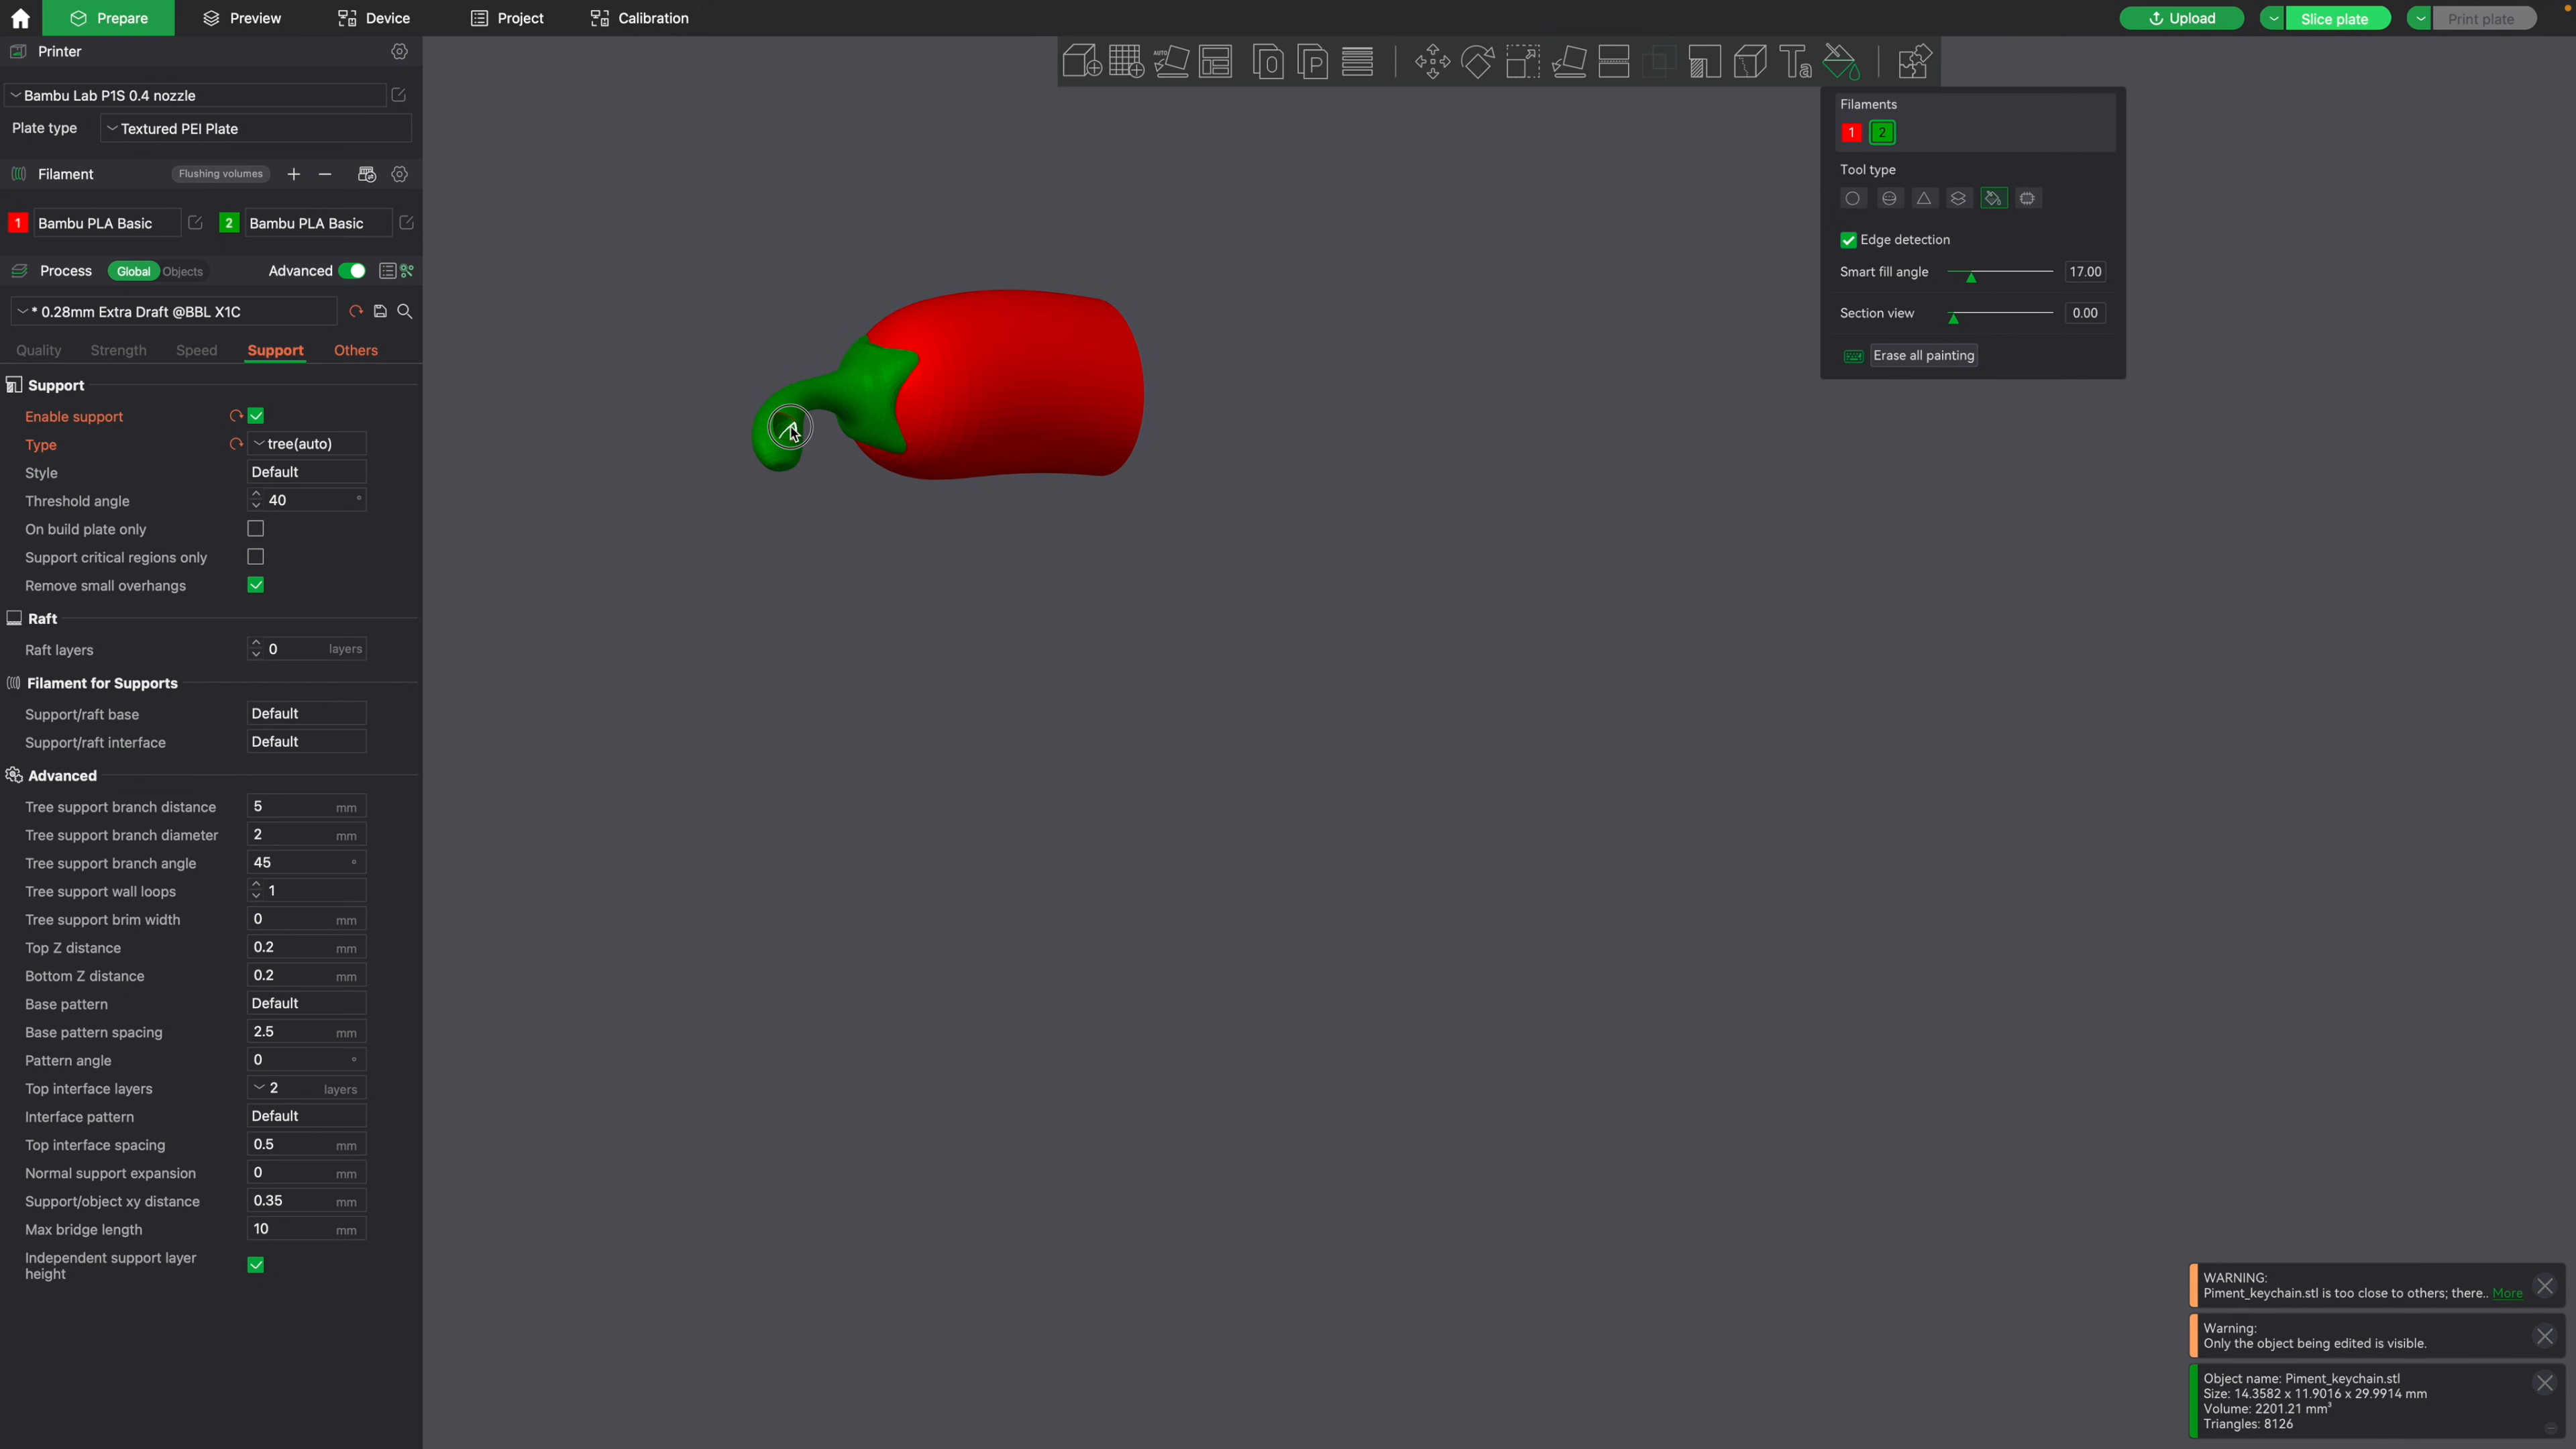 Prepare Preview Device Project Calibration Upload Slice plate Print plate
Printer
Bambu Lab P1S 0.4 nozzle
Plate type Textured PEI Plate
Filament Flushing volumes
1 Bambu PLA Basic 2 Bambu PLA Basic
Process Global Objects Advanced
* 0.28mm Extra Draft @BBL X1C
Quality Strength Speed Support Others
Support
Enable support
Type tree(auto)
Style Default
Threshold angle 40 °
On build plate only
Support critical regions only
Remove small overhangs
Raft
Raft layers 0 layers
Filament for Supports
Support/raft base Default
Support/raft interface Default
Advanced
Tree support branch distance 5 mm
Tree support branch diameter 2 mm
Tree support branch angle 45 °
Tree support wall loops 1
Tree support brim width 0 mm
Top Z distance 0.2 mm
Bottom Z distance 0.2 mm
Base pattern Default
Base pattern spacing 2.5 mm
Pattern angle 0 °
Top interface layers 2 layers
Interface pattern Default
Top interface spacing 0.5 mm
Normal support expansion 0 mm
Support/object xy distance 0.35 mm
Max bridge length 10 mm
Independent support layer
height
AUTO O P Ta
Filaments
1 2
Tool type
Edge detection
Smart fill angle 17.00
Section view 0.00
Erase all painting
WARNING:
Piment_keychain.stl is too close to others; there.. More
Warning:
Only the object being edited is visible.
Object name: Piment_keychain.stl
Size: 14.3582 x 11.9016 x 29.9914 mm
Volume: 2201.21 mm³
Triangles: 8126